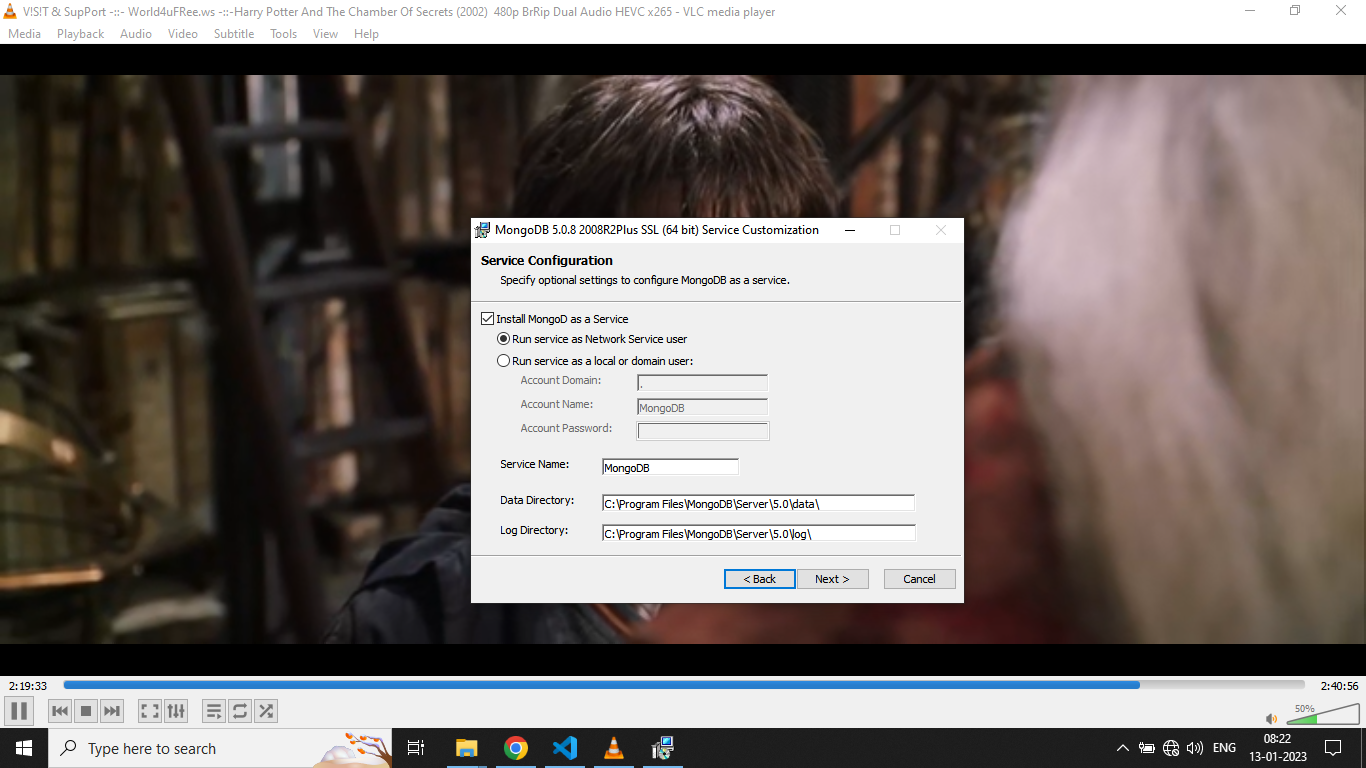 V!S!T & SupPort -::- World4uFRee.ws -::-Harry Potter And The Chamber Of Secrets (2002)  480p BrRip Dual Audio HEVC x265 - VLC media player
Media Playback Audio Video Subtitle Tools View Help
MongoDB 5.0.8 2008R2Plus SSL (64 bit) Service Customization
Service Configuration
Specify optional settings to configure MongoDB as a service.
Install MongoD as a Service
Run service as Network Service user
Run service as a local or domain user:
Account Domain: .
Account Name: MongoDB
Account Password:
Service Name: MongoDB
Data Directory: C:\Program Files\MongoDB\Server\5.0\data\
Log Directory: C:\Program Files\MongoDB\Server\5.0\log\
< Back Next > Cancel
2:19:33 2:40:56
50%
Type here to search
ENG
08:22
13-01-2023